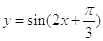 y = sin(2x + π/3)